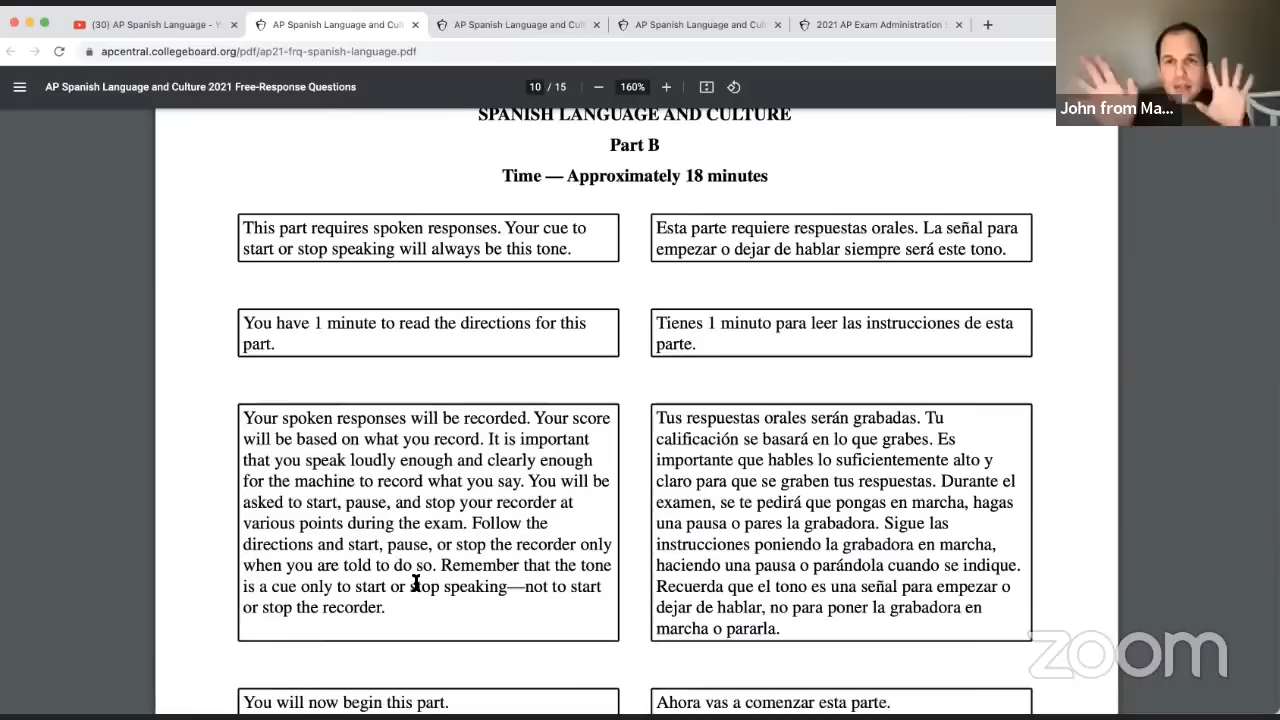 (30) AP Spanish Language - Y
AP Spanish Language and Cult
AP Spanish Language and Cult
AP Spanish Language and Cult
2021 AP Exam Administration
apcentral.collegeboard.org/pdf/ap21-frq-spanish-language.pdf
AP Spanish Language and Culture 2021 Free-Response Questions
10 / 15
160%
John from Ma...
SPANISH LANGUAGE AND CULTURE
Part B
Time — Approximately 18 minutes
This part requires spoken responses. Your cue to
start or stop speaking will always be this tone.
Esta parte requiere respuestas orales. La señal para
empezar o dejar de hablar siempre será este tono.
You have 1 minute to read the directions for this
part.
Tienes 1 minuto para leer las instrucciones de esta
parte.
Your spoken responses will be recorded. Your score
will be based on what you record. It is important
that you speak loudly enough and clearly enough
for the machine to record what you say. You will be
asked to start, pause, and stop your recorder at
various points during the exam. Follow the
directions and start, pause, or stop the recorder only
when you are told to do so. Remember that the tone
is a cue only to start or stop speaking—not to start
or stop the recorder.
Tus respuestas orales serán grabadas. Tu
calificación se basará en lo que grabes. Es
importante que hables lo suficientemente alto y
claro para que se graben tus respuestas. Durante el
examen, se te pedirá que pongas en marcha, hagas
una pausa o pares la grabadora. Sigue las
instrucciones poniendo la grabadora en marcha,
haciendo una pausa o parándola cuando se indique.
Recuerda que el tono es una señal para empezar o
dejar de hablar, no para poner la grabadora en
marcha o pararla.
You will now begin this part.
Ahora vas a comenzar esta parte.
zoom